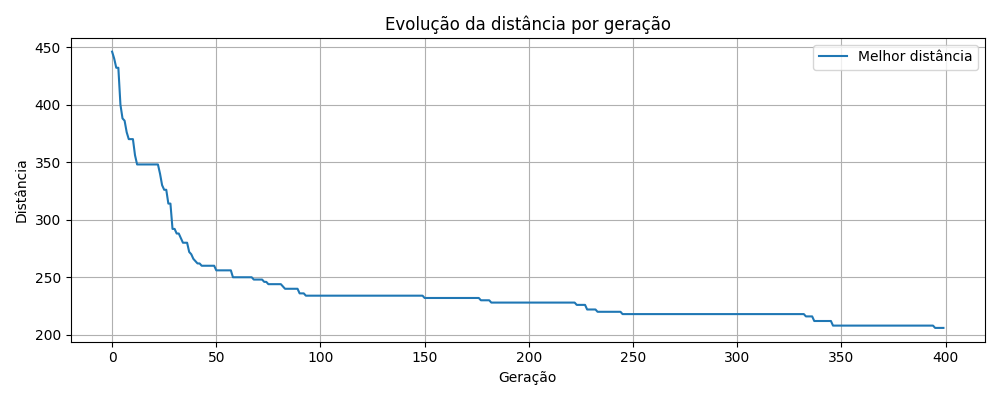 Evolução da distância por geração
Melhor distância
Distância
450
400
350
300
250
200
0 50 100 150 200 250 300 350 400
Geração